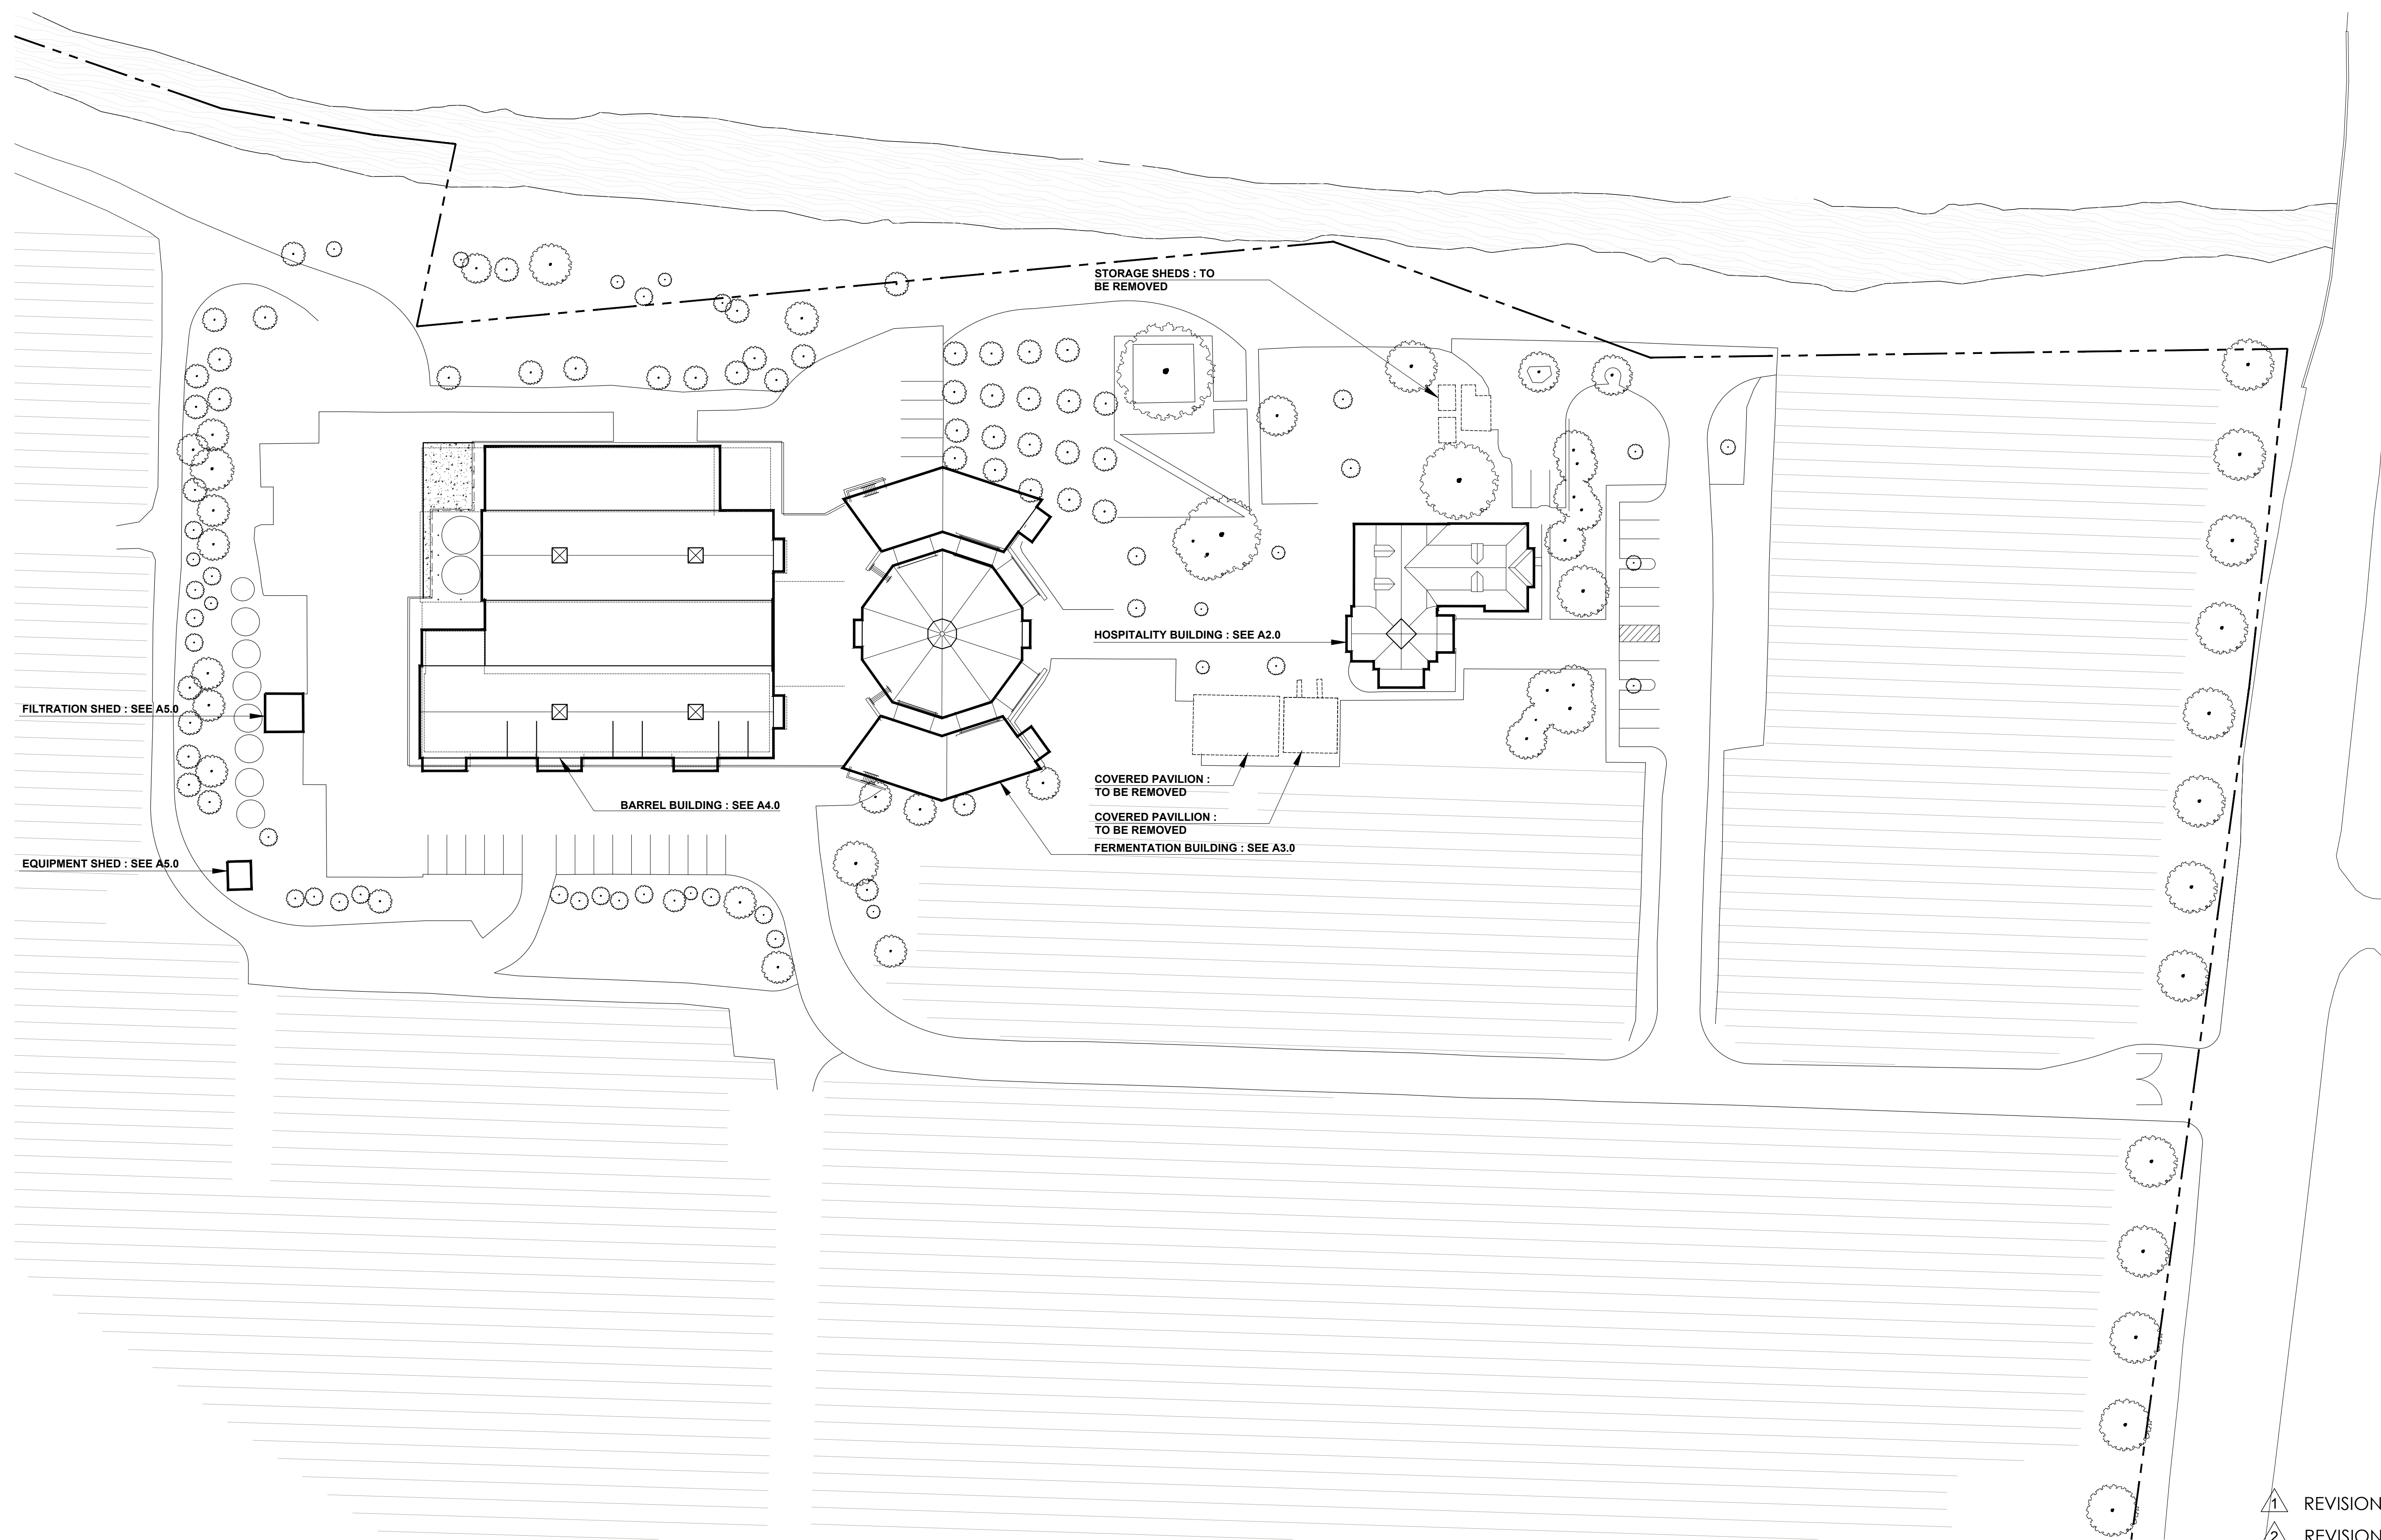 STORAGE SHEDS : TO
BE REMOVED
HOSPITALITY BUILDING : SEE A2.0
FILTRATION SHED : SEE A5.0
COVERED PAVILION :
TO BE REMOVED
BARREL BUILDING : SEE A4.0
COVERED PAVILLION :
TO BE REMOVED
FERMENTATION BUILDING : SEE A3.0
EQUIPMENT SHED : SEE A5.0
1 REVISION
2 REVISION